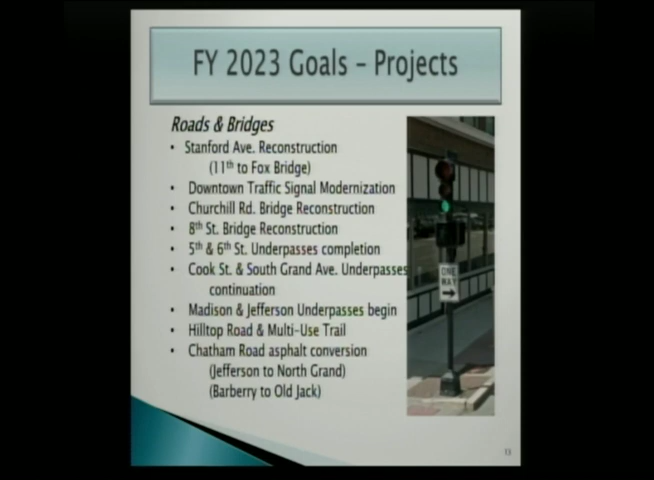 FY 2023 Goals – Projects
Roads & Bridges
• Stanford Ave. Reconstruction
(11th to Fox Bridge)
• Downtown Traffic Signal Modernization
• Churchill Rd. Bridge Reconstruction
• 8th St. Bridge Reconstruction
• 5th & 6th St. Underpasses completion
• Cook St. & South Grand Ave. Underpasses
continuation
• Madison & Jefferson Underpasses begin
• Hilltop Road & Multi-Use Trail
• Chatham Road asphalt conversion
(Jefferson to North Grand)
(Barberry to Old Jack)
ONE
WAY
13